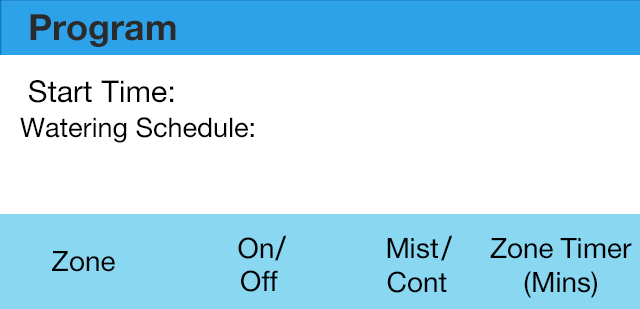 Program
Start Time:
Watering Schedule:
Zone
On/
Off
Mist/
Cont
Zone Timer
(Mins)